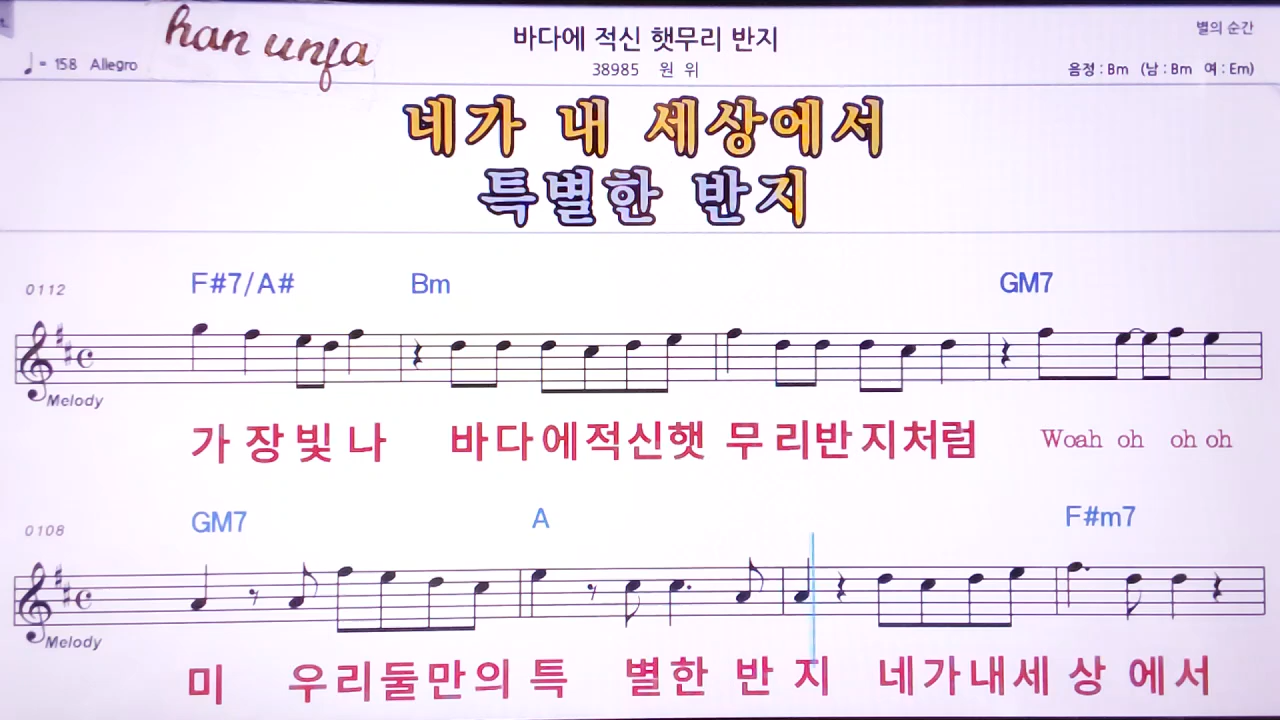 han unfa
바다에 적신 햇무리 반지
별의 순간
♩= 158 Allegro
38985 원 위
음정 : Bm (남 : Bm 여 : Em)
네가 내 세상에서
특별한 반지
0112
F#7/A# Bm GM7
Melody
가 장 빛 나 바 다 에 적 신 햇 무 리 반 지 처 럼 Woah oh oh oh
0108
GM7 A F#m7
Melody
미 우 리 둘 만 의 특 별 한 반 지 네 가 내 세 상 에 서